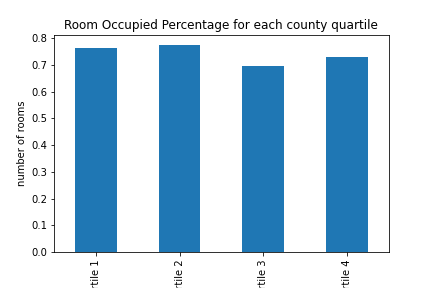 Room Occupied Percentage for each county quartile
number of rooms
0.8
0.7
0.6
0.5
0.4
0.3
0.2
0.1
0.0
rtile 1
rtile 2
rtile 3
rtile 4